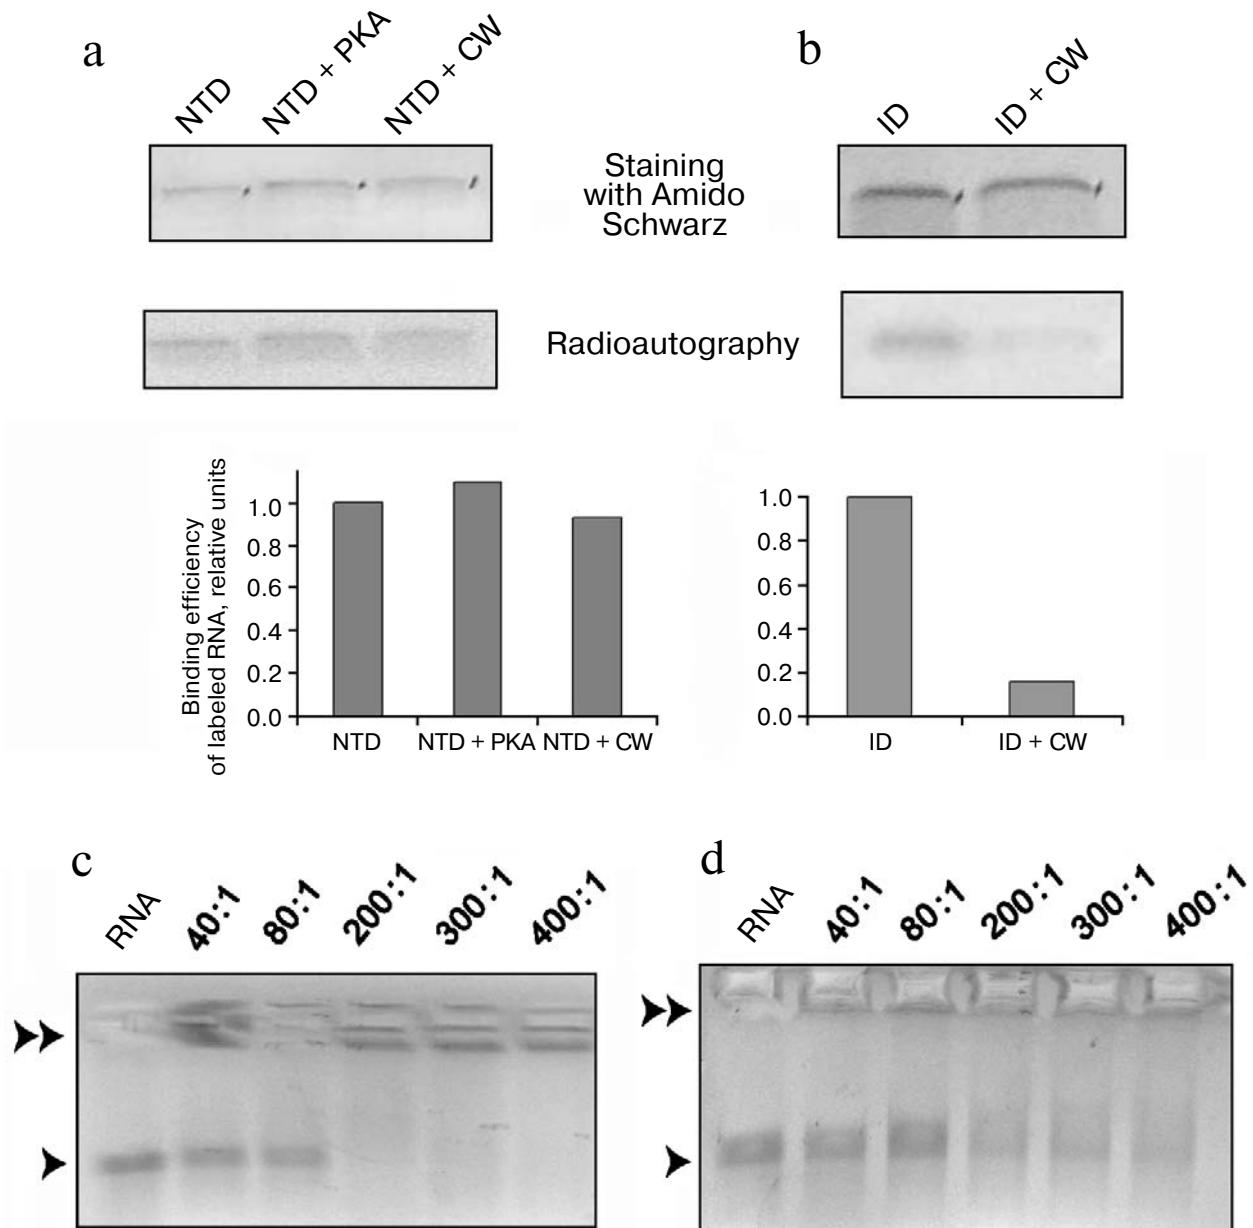 a
NTD
NTD + PKA
NTD + CW
b
ID
ID + CW
Staining
with Amido
Schwarz
Radioautography
Binding efficiency
of labeled RNA, relative units
1.0
0.8
0.6
0.4
0.2
0.0
NTD
NTD + PKA
NTD + CW
1.0
0.8
0.6
0.4
0.2
0.0
ID
ID + CW
c
RNA
40:1
80:1
200:1
300:1
400:1
d
RNA
40:1
80:1
200:1
300:1
400:1